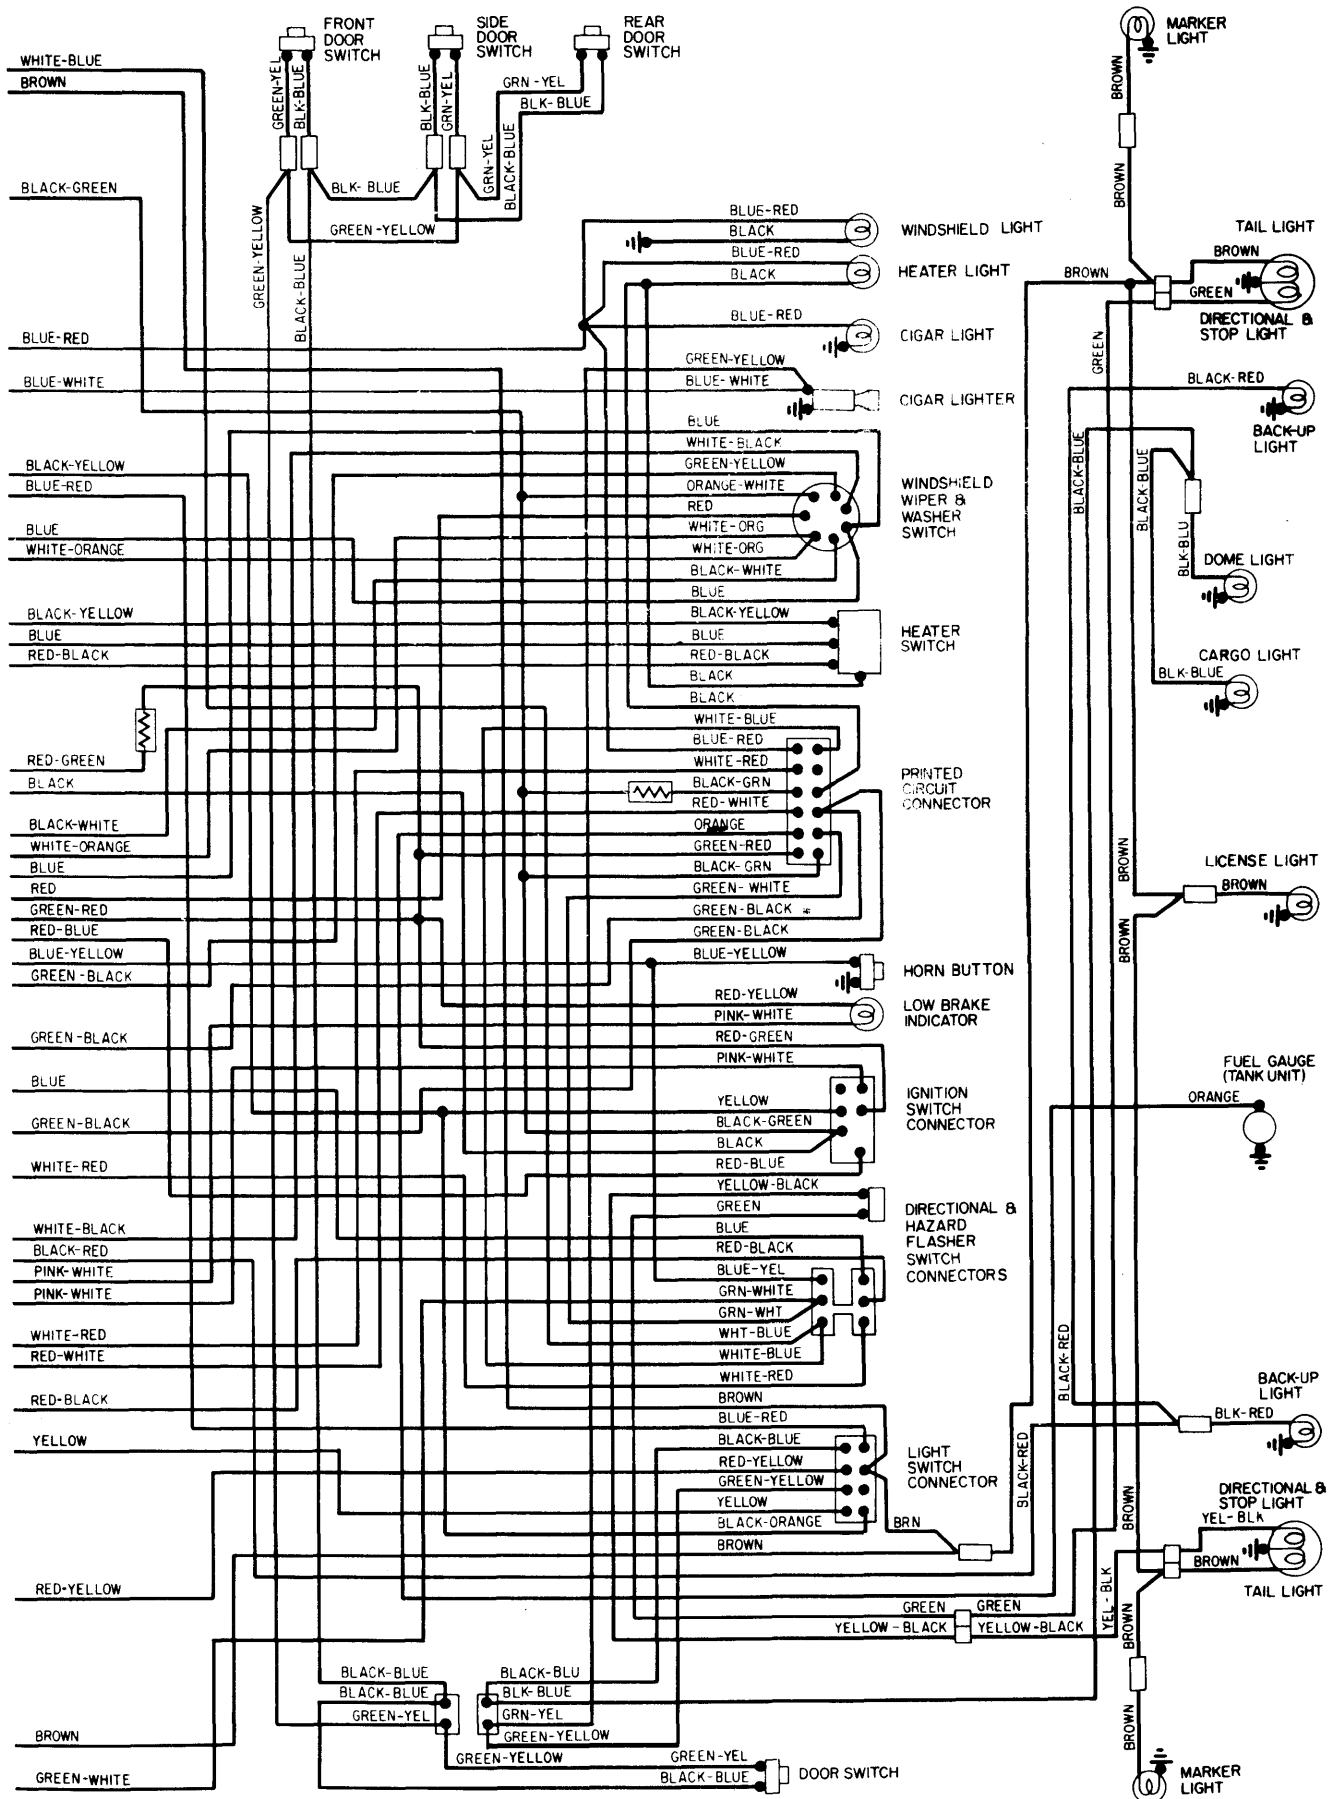 FRONT
DOOR
SWITCH
SIDE
DOOR
SWITCH
REAR
DOOR
SWITCH
MARKER
LIGHT
WHITE-BLUE
BROWN
GREEN-YEL
BLK-BLUE
BLK-BLUE
GRN-YEL
GRN-YEL
BLK-BLUE
GRN-YEL
BLACK-BLUE
BROWN
BROWN
BLACK-GREEN
BLK-BLUE
GREEN-YELLOW
GREEN-YELLOW
BLACK-BLUE
BLUE-RED
BLACK
WINDSHIELD LIGHT
BLUE-RED
BLACK
HEATER LIGHT
BLUE-RED
CIGAR LIGHT
TAIL LIGHT
BROWN
BROWN
GREEN
DIRECTIONAL &
STOP LIGHT
GREEN
BLUE-RED
BLUE-WHITE
GREEN-YELLOW
BLUE-WHITE
CIGAR LIGHTER
BLACK-RED
BACK-UP
LIGHT
BLUE
WHITE-BLACK
GREEN-YELLOW
ORANGE-WHITE
RED
WHITE-ORG
WHITE-ORG
BLACK-WHITE
BLUE
WINDSHIELD
WIPER &
WASHER
SWITCH
BLACK-YELLOW
BLUE-RED
BLUE
WHITE-ORANGE
BLACK-BLUE
BLACK-BLUE
BLK-BLU
DOME LIGHT
BLACK-YELLOW
BLUE
RED-BLACK
BLACK-YELLOW
BLUE
RED-BLACK
BLACK
HEATER
SWITCH
CARGO LIGHT
BLK-BLUE
BLACK
WHITE-BLUE
BLUE-RED
WHITE-RED
BLACK-GRN
RED-WHITE
ORANGE
GREEN-RED
BLACK-GRN
GREEN-WHITE
GREEN-BLACK *
GREEN-BLACK
PRINTED
CIRCUIT
CONNECTOR
RED-GREEN
BLACK
BLACK-WHITE
WHITE-ORANGE
BLUE
RED
GREEN-RED
RED-BLUE
BLUE-YELLOW
GREEN-BLACK
BLUE-YELLOW
HORN BUTTON
BROWN
LICENSE LIGHT
BROWN
BROWN
RED-YELLOW
PINK-WHITE
LOW BRAKE
INDICATOR
GREEN-BLACK
BLUE
GREEN-BLACK
RED-GREEN
PINK-WHITE
YELLOW
BLACK-GREEN
BLACK
RED-BLUE
IGNITION
SWITCH
CONNECTOR
FUEL GAUGE
(TANK UNIT)
ORANGE
WHITE-RED
YELLOW-BLACK
GREEN
BLUE
RED-BLACK
BLUE-YEL
GRN-WHITE
GRN-WHT
WHT-BLUE
WHITE-BLUE
WHITE-RED
DIRECTIONAL &
HAZARD
FLASHER
SWITCH
CONNECTORS
WHITE-BLACK
BLACK-RED
PINK-WHITE
PINK-WHITE
WHITE-RED
RED-WHITE
RED-BLACK
YELLOW
BROWN
BLUE-RED
BLACK-BLUE
RED-YELLOW
GREEN-YELLOW
YELLOW
BLACK-ORANGE
BROWN
LIGHT
SWITCH
CONNECTOR
BRN
BLACK-RED
BLACK-RED
BACK-UP
LIGHT
BLK-RED
DIRECTIONAL &
STOP LIGHT
YEL-BLK
BROWN
BROWN
TAIL LIGHT
RED-YELLOW
GREEN
GREEN
YELLOW-BLACK
YELLOW-BLACK
YEL-BLK
BROWN
BLACK-BLUE
BLACK-BLUE
GREEN-YEL
BLACK-BLU
BLK-BLUE
GRN-YEL
GREEN-YELLOW
GREEN-YELLOW
GREEN-YEL
BLACK-BLUE
DOOR SWITCH
BROWN
GREEN-WHITE
BROWN
MARKER
LIGHT